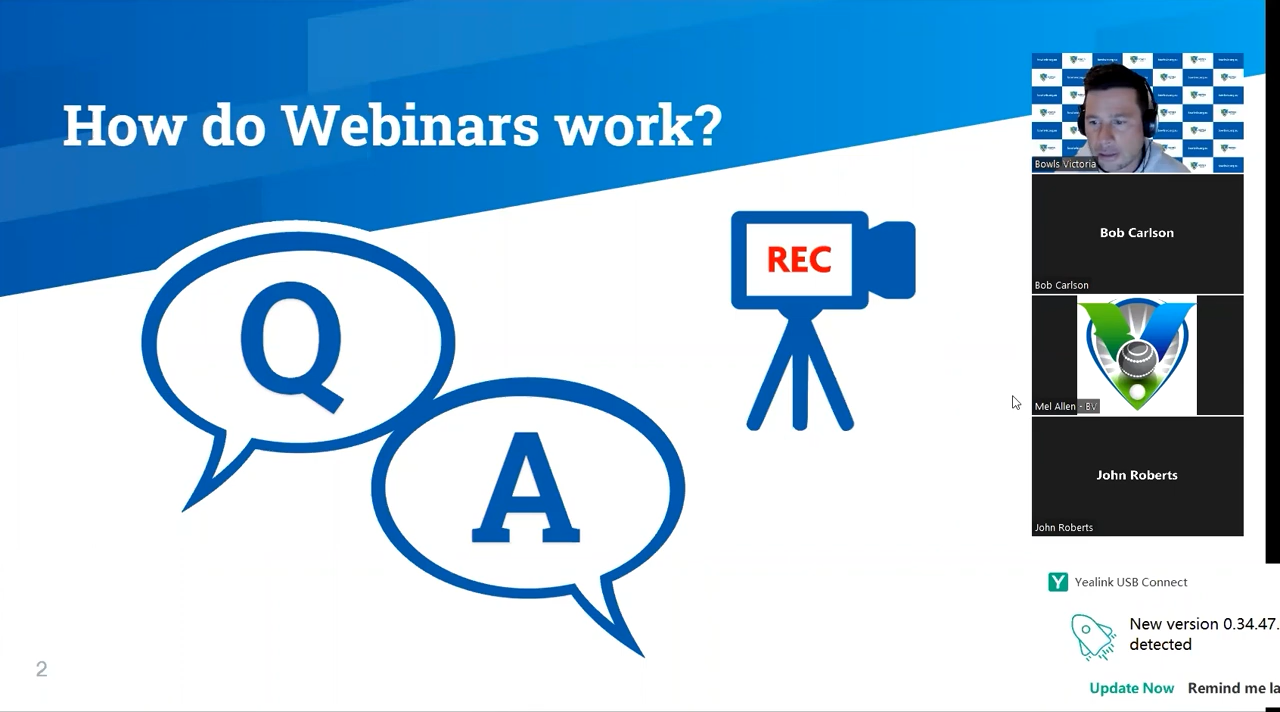 How do Webinars work?
Q
A
REC
2
Bowls Victoria
Bob Carlson
Bob Carlson
Mel Allen - BV
John Roberts
John Roberts
Y Yealink USB Connect
New version 0.34.47.
detected
Update Now Remind me la